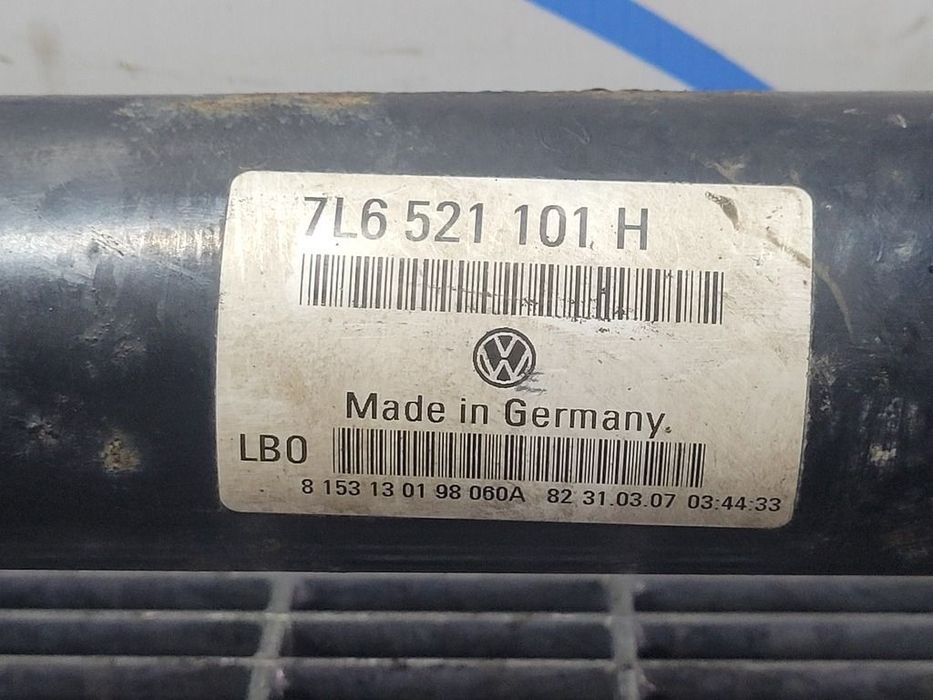 7L6 521 101 H
Made in Germany.
LB0
8 153 13 01 98 060A 82 31.03.07 03:44:33